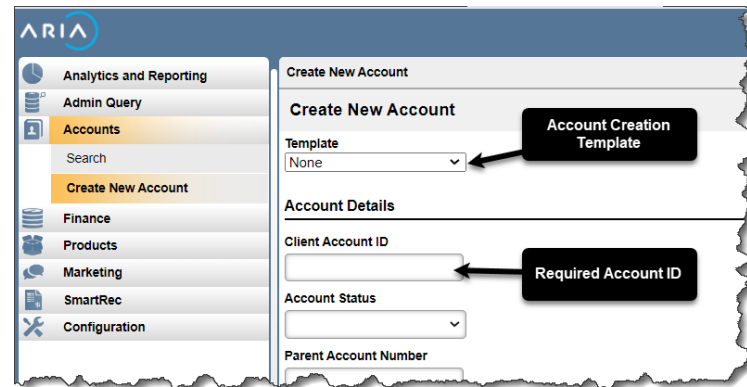 ARIA
Analytics and Reporting
Admin Query
Accounts
Search
Create New Account
Finance
Products
Marketing
SmartRec
Configuration
Create New Account
Create New Account
Template
None
Account Creation
Template
Account Details
Client Account ID
Required Account ID
Account Status
Parent Account Number